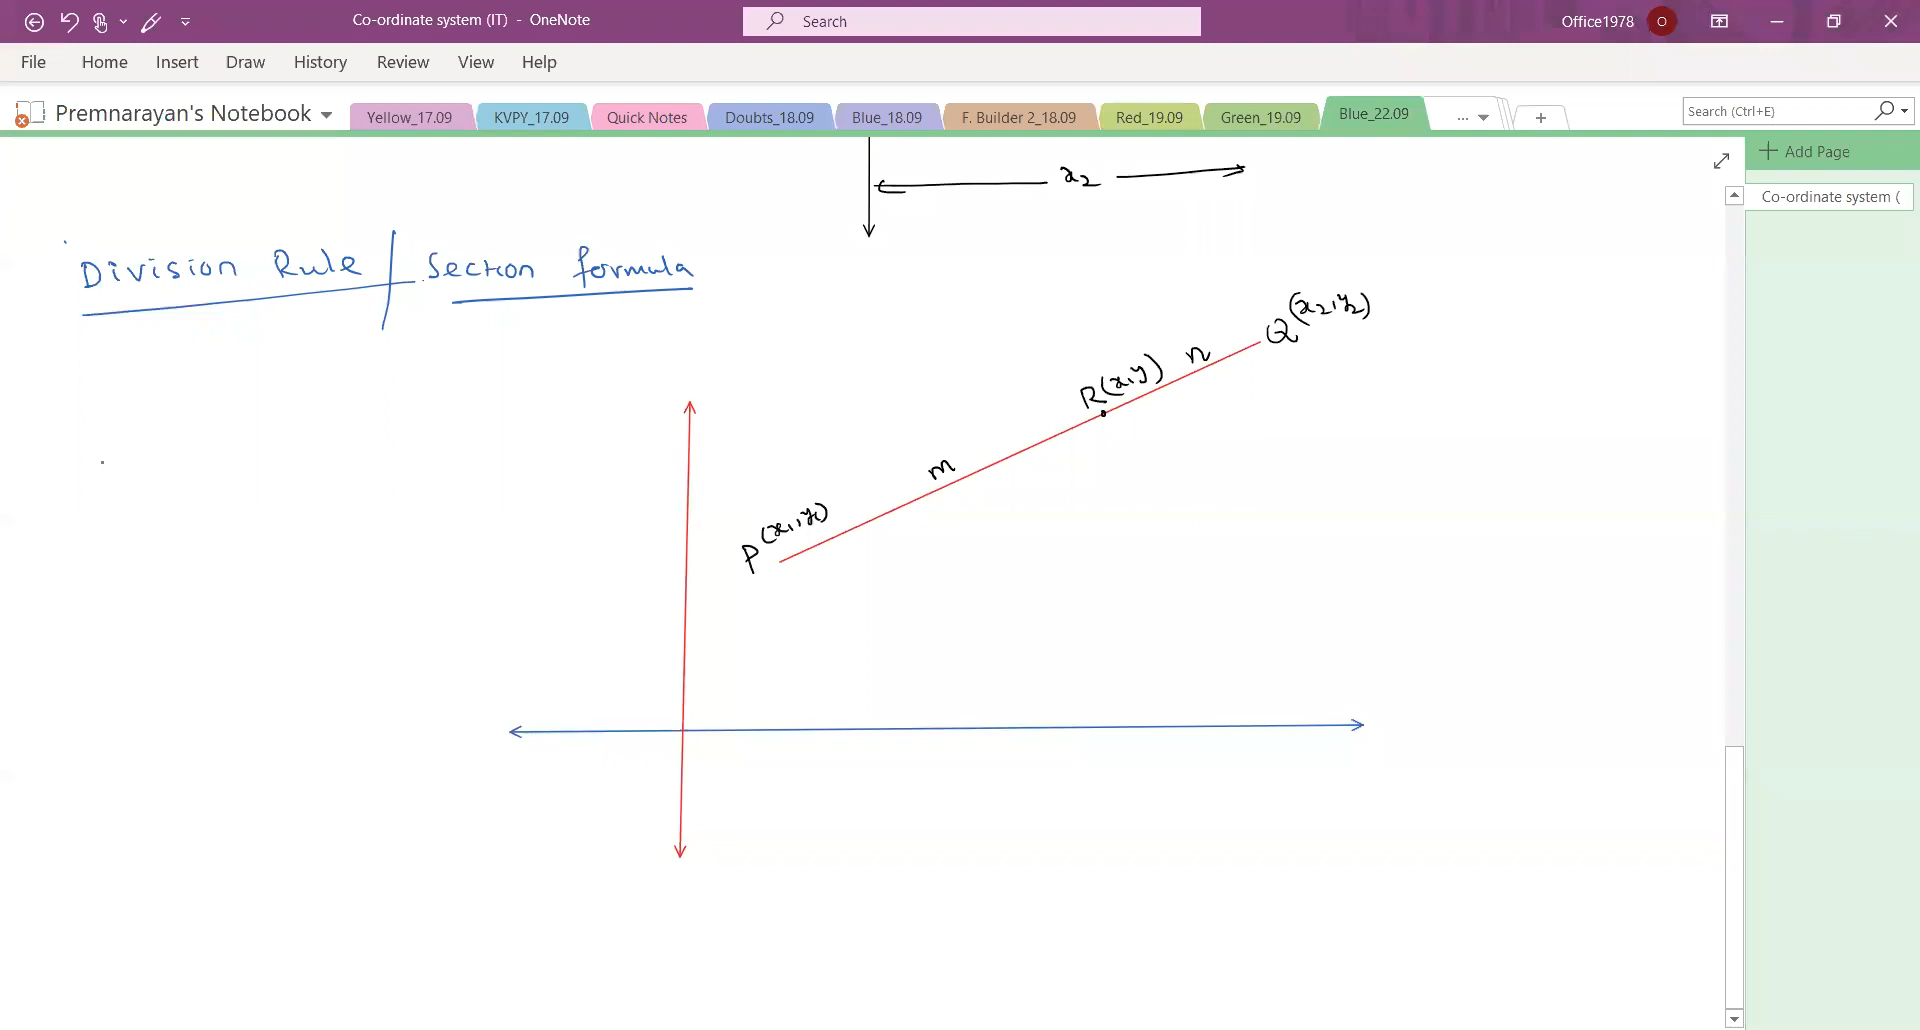 Co-ordinate system (IT) - OneNote
Search
Office1978
O
File Home Insert Draw History Review View Help
Premnarayan's Notebook
Yellow_17.09
KVPY_17.09
Quick Notes
Doubts_18.09
Blue_18.09
F. Builder 2_18.09
Red_19.09
Green_19.09
Blue_22.09
...
Search (Ctrl+E)
Add Page
Co-ordinate system (
x₂
Division Rule / Section formula
Q(x₂,y₂)
n
R(x,y)
m
P(x₁,y₁)